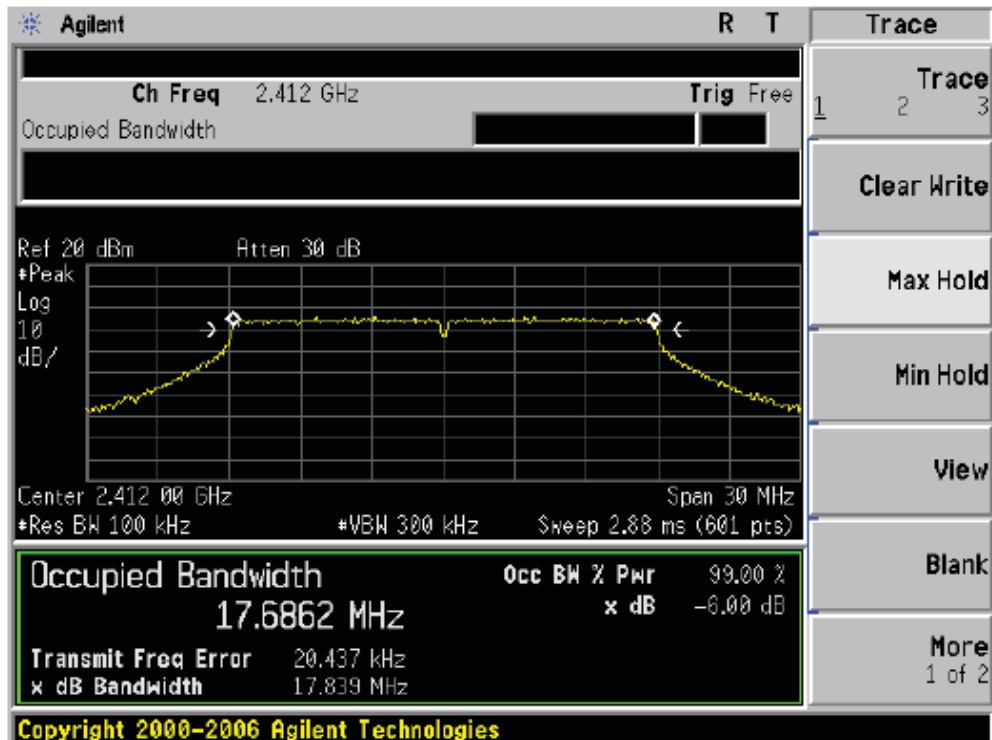 Agilent R T
Ch Freq 2.412 GHz Trig Free
Occupied Bandwidth
Ref 20 dBm Atten 30 dB
#Peak
Log
10
dB/
Center 2.412 00 GHz Span 30 MHz
#Res BW 100 kHz #VBW 300 kHz Sweep 2.88 ms (601 pts)
Occupied Bandwidth
17.6862 MHz
Occ BW % Pwr 99.00 %
x dB -6.00 dB
Transmit Freq Error 20.437 kHz
x dB Bandwidth 17.839 MHz
Copyright 2000-2006 Agilent Technologies
Trace
Trace
1 2 3
Clear Write
Max Hold
Min Hold
View
Blank
More
1 of 2